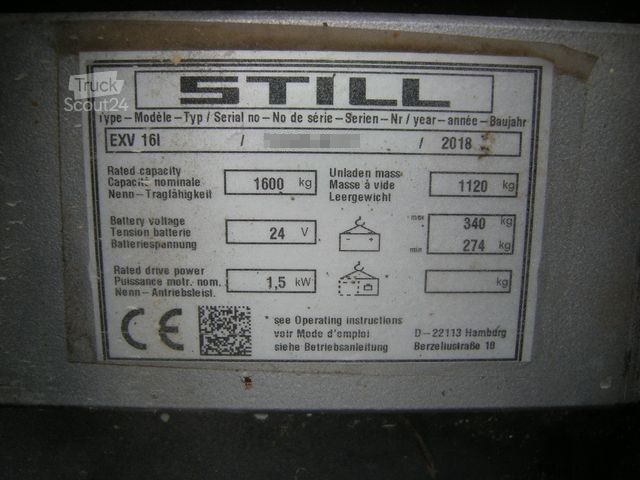 Truck
Scout24
STILL
Type – Modèle – Typ / Serial no – No de série – Serien – Nr / year – année – Baujahr
EXV 16I / / 2018
Rated capacity
Capacité nominale
Nenn – Tragfähigkeit
1600 kg
Unladen mass
Masse à vide
Leergewicht
1120 kg
Battery voltage
Tension batterie
Batteriespannung
24 V
max 340 kg
min 274 kg
Rated drive power
Puissance motr. nom.
Nenn – Antriebsleist.
1,5 kW
kg
CE
* see Operating instructions
voir Mode d'emploi
siehe Betriebsanleitung
D – 22113 Hamburg
Berzeliustraße 10